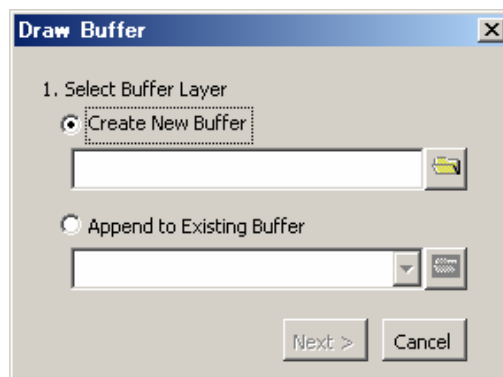 Draw Buffer
1. Select Buffer Layer
Create New Buffer
Append to Existing Buffer
Next >
Cancel